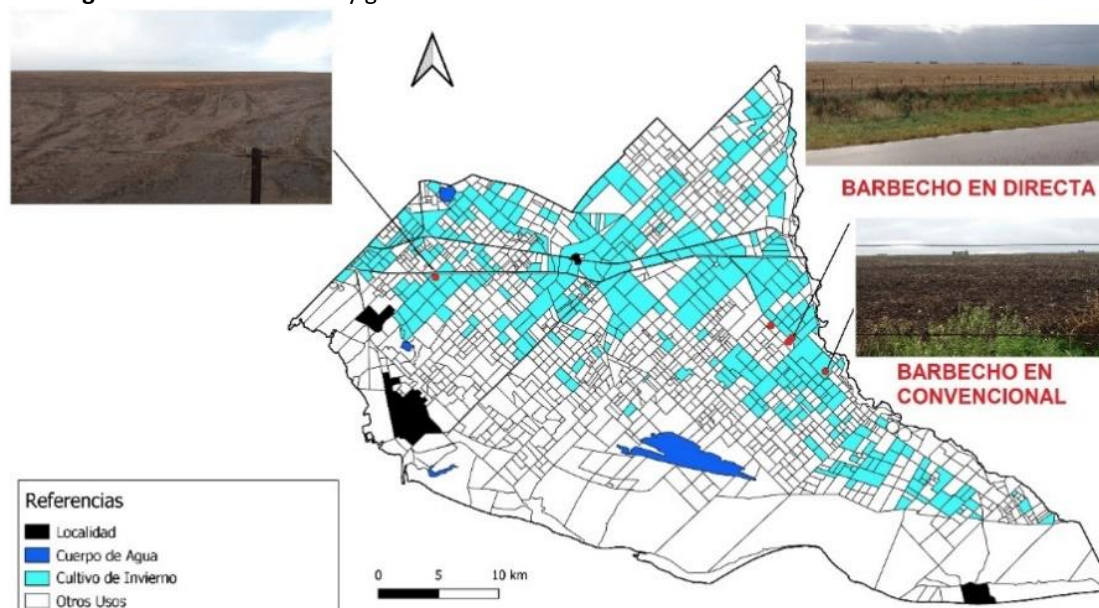 BARBECHO EN DIRECTA
BARBECHO EN
CONVENCIONAL
Referencias
Localidad
Cuerpo de Agua
Cultivo de Invierno
Otros Usos
0 5 10 km